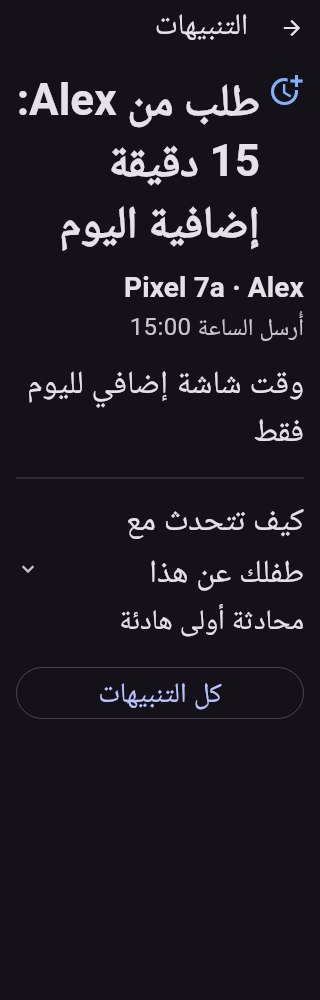 التنبيهات
طلب من Alex:
15 دقيقة
إضافية اليوم
Pixel 7a · Alex
أُرسل الساعة 15:00
وقت شاشة إضافي لليوم
فقط
كيف تتحدث مع
طفلك عن هذا
محادثة أولى هادئة
كل التنبيهات